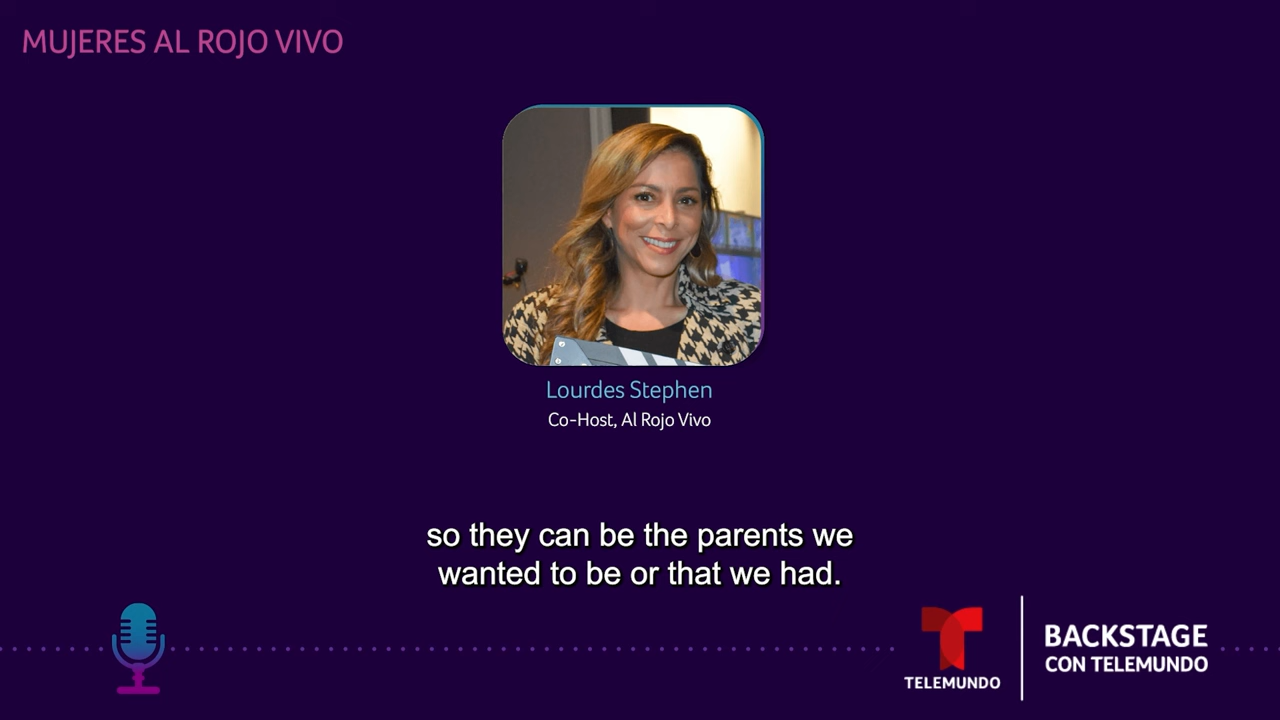 MUJERES AL ROJO VIVO
Lourdes Stephen
Co-Host, Al Rojo Vivo
so they can be the parents we
wanted to be or that we had.
TELEMUNDO
BACKSTAGE
CON TELEMUNDO